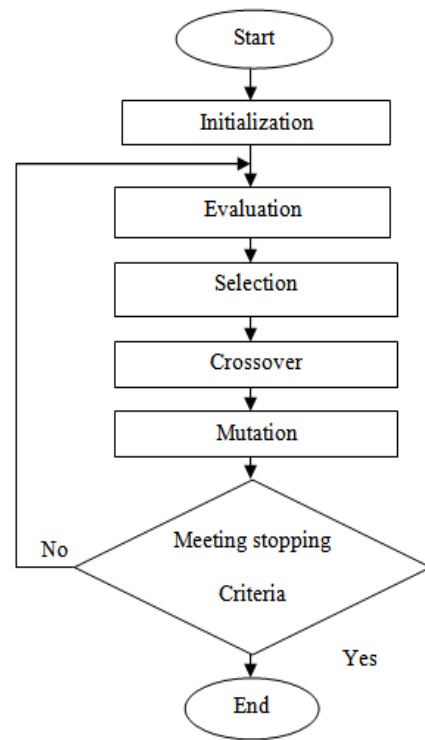 Start
Initialization
Evaluation
Selection
Crossover
Mutation
No
Meeting stopping
Criteria
Yes
End